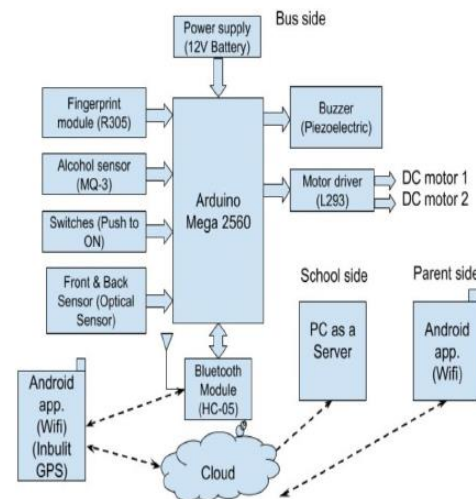 Bus side
Power supply
(12V Battery)
Fingerprint
module (R305)
Alcohol sensor
(MQ-3)
Switches (Push to
ON)
Front & Back
Sensor (Optical
Sensor)
Arduino
Mega 2560
Buzzer
(Piezoelectric)
Motor driver
(L293)
DC motor 1
DC motor 2
School side
PC as a
Server
Parent side
Android
app.
(Wifi)
Bluetooth
Module
(HC-05)
Android
app.
(Wifi)
(Inbulit
GPS)
Cloud